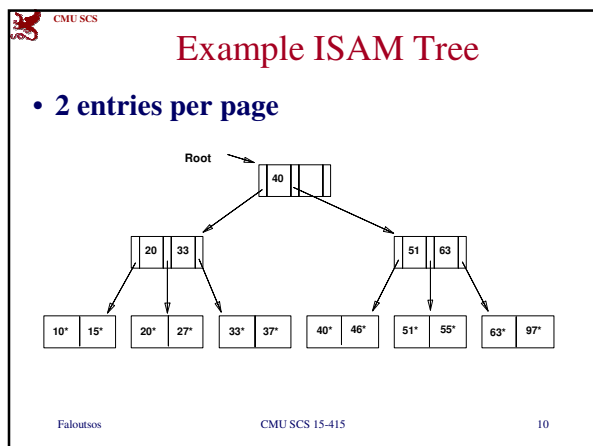 CMU SCS
Example ISAM Tree
• 2 entries per page
Root
40
20 33 51 63
10* 15* 20* 27* 33* 37* 40* 46* 51* 55* 63* 97*
Faloutsos CMU SCS 15-415 10